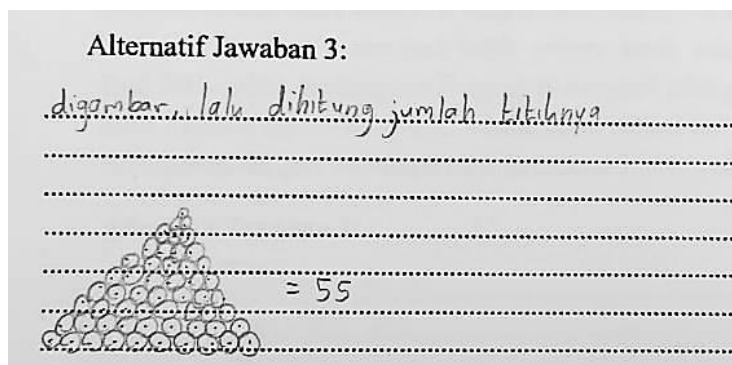 Alternatif Jawaban 3:
digambar, lalu dihitung jumlah titiknya
= 55